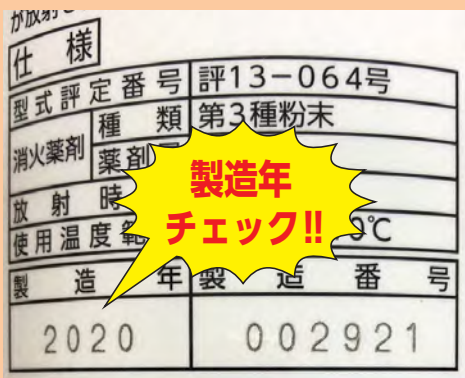 仕様
型式評定番号 評13-064号
消火薬剤 種類 第3種粉末
薬剤
放射時
使用温度範 0℃
製造年
チェック!!
製造年 製造番号
2020 002921